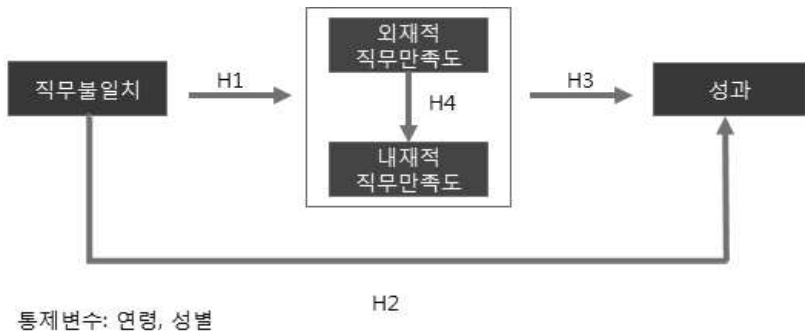 외재적
직무만족도
직무불일치
H1
H3
성과
H4
내재적
직무만족도
H2
통제변수: 연령, 성별